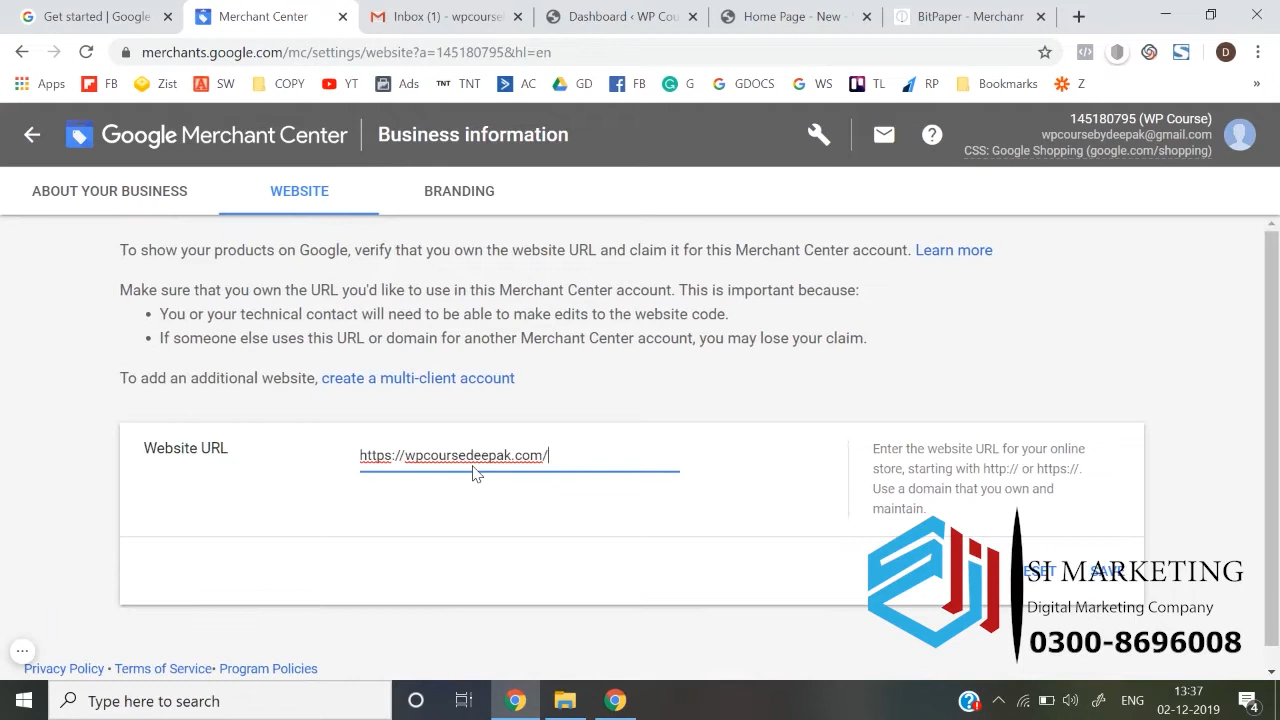 Get started | Google
Merchant Center
Inbox (1) - wpcourse
Dashboard ‹ WP Cou
Home Page - New -
BitPaper - Merchanr
merchants.google.com/mc/settings/website?a=145180795&hl=en
D
Apps FB Zist SW COPY YT Ads TNT TNT AC GD FB G GDOCS WS TL RP Bookmarks Z »
Google Merchant Center
Business information
145180795 (WP Course)
wpcoursebydeepak@gmail.com
CSS: Google Shopping (google.com/shopping)
ABOUT YOUR BUSINESS WEBSITE BRANDING
To show your products on Google, verify that you own the website URL and claim it for this Merchant Center account. Learn more
Make sure that you own the URL you'd like to use in this Merchant Center account. This is important because:
• You or your technical contact will need to be able to make edits to the website code.
• If someone else uses this URL or domain for another Merchant Center account, you may lose your claim.
To add an additional website, create a multi-client account
Website URL
https://wpcoursedeepak.com/
Enter the website URL for your online
store, starting with http:// or https://.
Use a domain that you own and
maintain.
SI MARKETING
Digital Marketing Company
0300-8696008
Privacy Policy • Terms of Service• Program Policies
Type here to search
ENG
13:37
02-12-2019
4